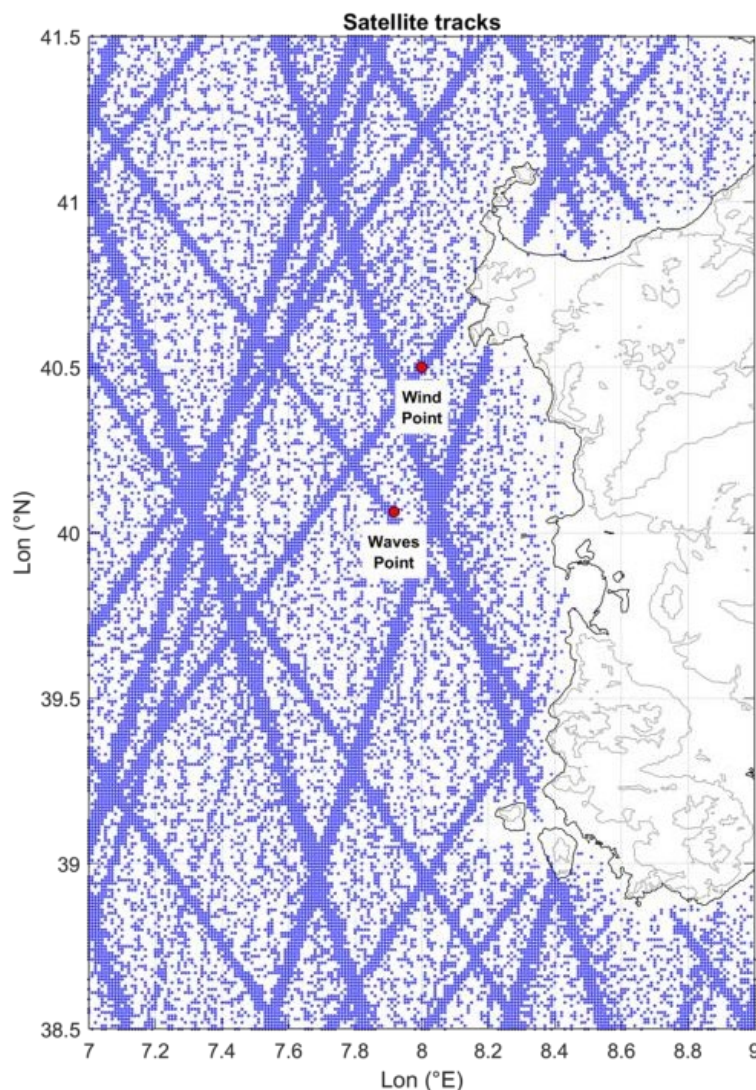 Satellite tracks
41.5
41
40.5
40
39.5
39
38.5
Lon (°N)
Wind
Point
Waves
Point
7 7.2 7.4 7.6 7.8 8 8.2 8.4 8.6 8.8 9
Lon (°E)